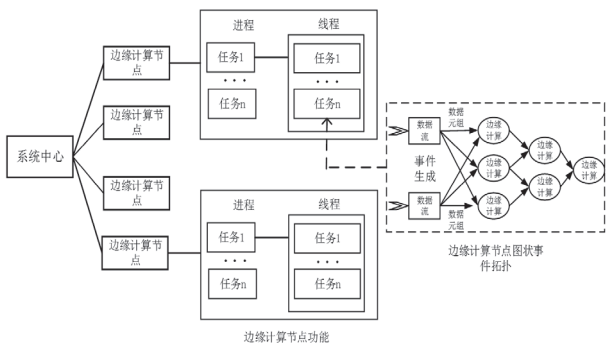 系统中心
边缘计算节
点
边缘计算节
点
边缘计算节
点
边缘计算节
点
进程
线程
任务1
任务1
...
...
任务n
任务n
进程
线程
任务1
任务1
...
...
任务n
任务n
边缘计算节点功能
数据
流
数据
元组
事件
生成
数据
流
数据
元组
边缘
计算
边缘
计算
边缘
计算
边缘
计算
边缘
计算
边缘
计算
边缘计算节点图状事
件拓扑